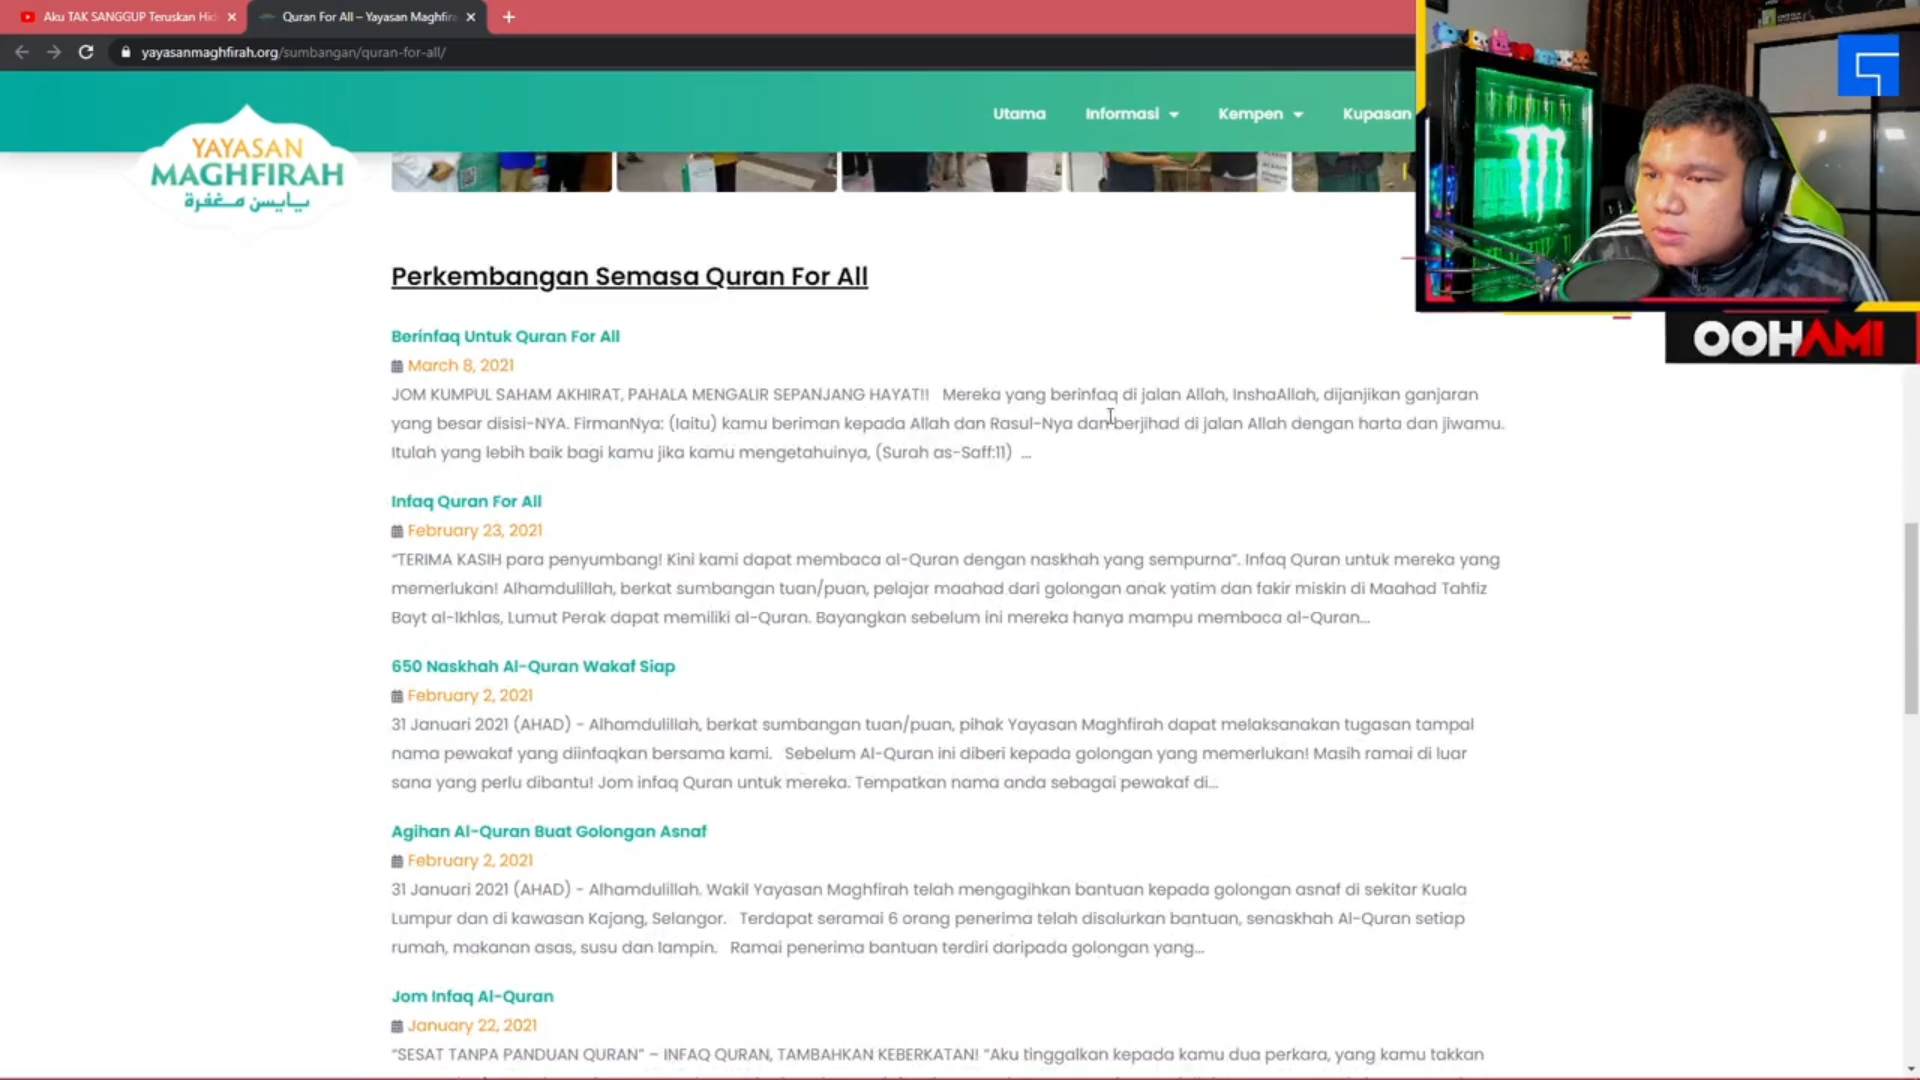 Aku TAK SANGGUP Teruskan Hid
Quran For All – Yayasan Maghfira
yayasanmaghfirah.org/sumbangan/quran-for-all/
YAYASAN
MAGHFIRAH
يايسن مغفرة
Utama
Informasi
Kempen
Kupasan
OOHAMI
Perkembangan Semasa Quran For All
Berinfaq Untuk Quran For All
March 8, 2021
JOM KUMPUL SAHAM AKHIRAT, PAHALA MENGALIR SEPANJANG HAYAT!! Mereka yang berinfaq di jalan Allah, InshaAllah, dijanjikan ganjaran
yang besar disisi-NYA. FirmanNya: (Iaitu) kamu beriman kepada Allah dan Rasul-Nya dan berjihad di jalan Allah dengan harta dan jiwamu.
Itulah yang lebih baik bagi kamu jika kamu mengetahuinya, (Surah as-Saff:11) ...
Infaq Quran For All
February 23, 2021
“TERIMA KASIH para penyumbang! Kini kami dapat membaca al-Quran dengan naskhah yang sempurna”. Infaq Quran untuk mereka yang
memerlukan! Alhamdulillah, berkat sumbangan tuan/puan, pelajar maahad dari golongan anak yatim dan fakir miskin di Maahad Tahfiz
Bayt al-Ikhlas, Lumut Perak dapat memiliki al-Quran. Bayangkan sebelum ini mereka hanya mampu membaca al-Quran...
650 Naskhah Al-Quran Wakaf Siap
February 2, 2021
31 Januari 2021 (AHAD) - Alhamdulillah, berkat sumbangan tuan/puan, pihak Yayasan Maghfirah dapat melaksanakan tugasan tampal
nama pewakaf yang diinfaqkan bersama kami. Sebelum Al-Quran ini diberi kepada golongan yang memerlukan! Masih ramai di luar
sana yang perlu dibantu! Jom infaq Quran untuk mereka. Tempatkan nama anda sebagai pewakaf di...
Agihan Al-Quran Buat Golongan Asnaf
February 2, 2021
31 Januari 2021 (AHAD) - Alhamdulillah. Wakil Yayasan Maghfirah telah mengagihkan bantuan kepada golongan asnaf di sekitar Kuala
Lumpur dan di kawasan Kajang, Selangor. Terdapat seramai 6 orang penerima telah disalurkan bantuan, senaskhah Al-Quran setiap
rumah, makanan asas, susu dan lampin. Ramai penerima bantuan terdiri daripada golongan yang...
Jom Infaq Al-Quran
January 22, 2021
“SESAT TANPA PANDUAN QURAN” – INFAQ QURAN, TAMBAHKAN KEBERKATAN! “Aku tinggalkan kepada kamu dua perkara, yang kamu takkan